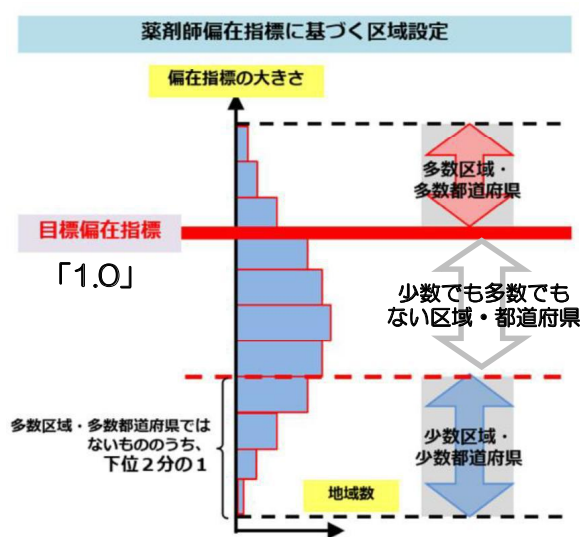 薬剤師偏在指標に基づく区域設定
偏在指標の大きさ
多数区域・
多数都道府県
目標偏在指標
「1.0」
少数でも多数でも
ない区域・都道府県
多数区域・多数都道府県では
ないもののうち、
下位２分の１
少数区域・
少数都道府県
地域数